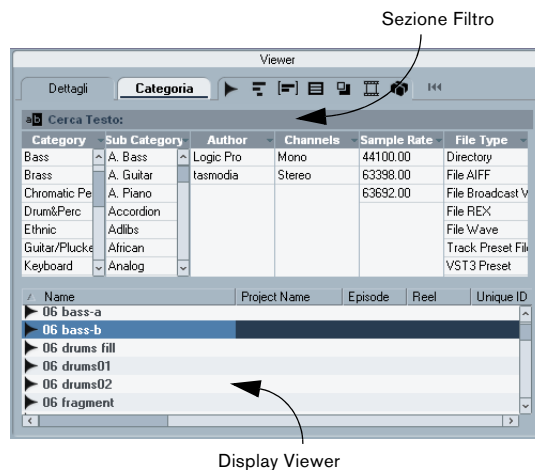 Sezione Filtro
Viewer
Dettagli Categoria
ab Cerca Testo:
Category Sub Category Author Channels Sample Rate File Type
Bass A. Bass Logic Pro Mono 44100.00 Directory
Brass A. Guitar tasmodia Stereo 63398.00 File AIFF
Chromatic Pe A. Piano 63692.00 File Broadcast V
Drum&Perc Accordion File REX
Ethnic Adlibs File Wave
Guitar/Plucke African Track Preset File
Keyboard Analog VST3 Preset
Name Project Name Episode Reel Unique ID
06 bass-a
06 bass-b
06 drums fill
06 drums01
06 drums02
06 fragment
Display Viewer